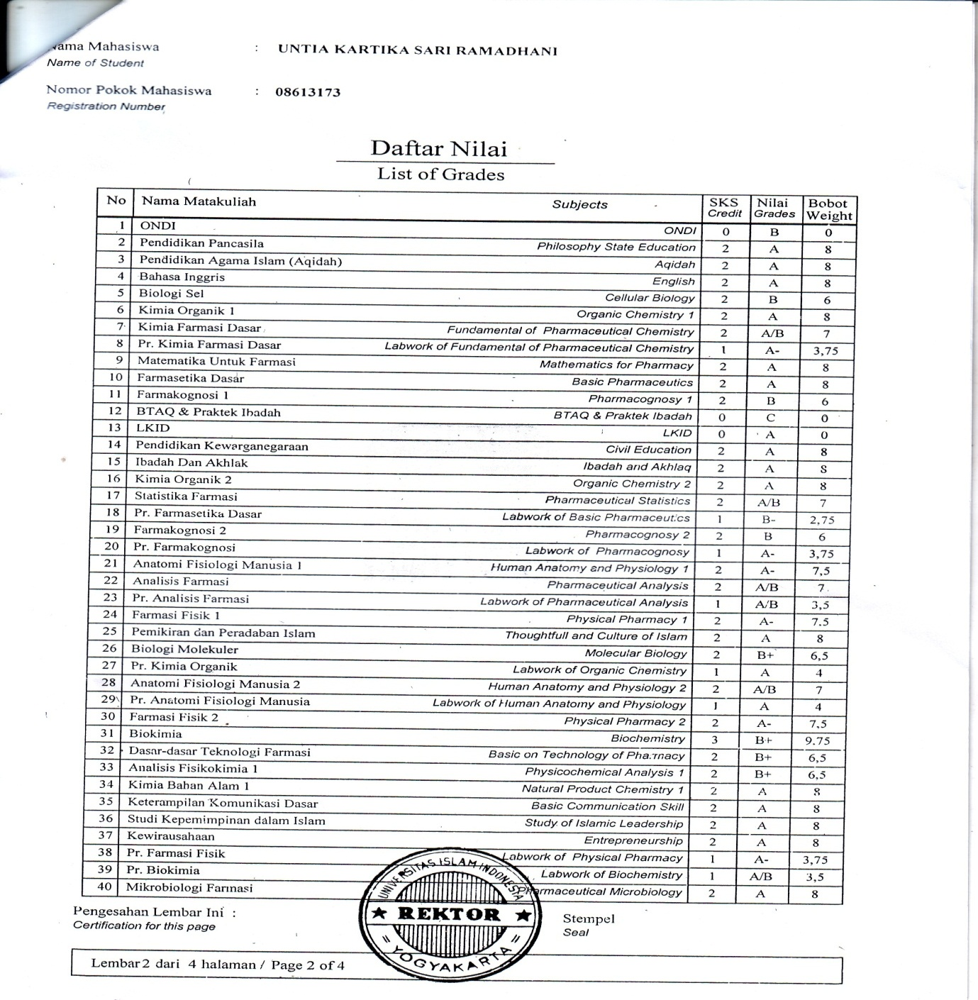 Nama Mahasiswa : UNTIA KARTIKA SARI RAMADHANI
Name of Student
Nomor Pokok Mahasiswa : 08613173
Registration Number
Daftar Nilai
List of Grades
No Nama Matakuliah Subjects SKS Credit Nilai Grades Bobot Weight
1 ONDI ONDI 0 B 0
2 Pendidikan Pancasila Philosophy State Education 2 A 8
3 Pendidikan Agama Islam (Aqidah) Aqidah 2 A 8
4 Bahasa Inggris English 2 A 8
5 Biologi Sel Cellular Biology 2 B 6
6 Kimia Organik 1 Organic Chemistry 1 2 A 8
7 Kimia Farmasi Dasar Fundamental of Pharmaceutical Chemistry 2 A/B 7
8 Pr. Kimia Farmasi Dasar Labwork of Fundamental of Pharmaceutical Chemistry 1 A- 3,75
9 Matematika Untuk Farmasi Mathematics for Pharmacy 2 A 8
10 Farmasetika Dasar Basic Pharmaceutics 2 A 8
11 Farmakognosi 1 Pharmacognosy 1 2 B 6
12 BTAQ & Praktek Ibadah BTAQ & Praktek Ibadah 0 C 0
13 LKID LKID 0 A 0
14 Pendidikan Kewarganegaraan Civil Education 2 A 8
15 Ibadah Dan Akhlak Ibadah and Akhlaq 2 A 8
16 Kimia Organik 2 Organic Chemistry 2 2 A 8
17 Statistika Farmasi Pharmaceutical Statistics 2 A/B 7
18 Pr. Farmasetika Dasar Labwork of Basic Pharmaceutics 1 B- 2,75
19 Farmakognosi 2 Pharmacognosy 2 2 B 6
20 Pr. Farmakognosi Labwork of Pharmacognosy 1 A- 3,75
21 Anatomi Fisiologi Manusia 1 Human Anatomy and Physiology 1 2 A- 7,5
22 Analisis Farmasi Pharmaceutical Analysis 2 A/B 7
23 Pr. Analisis Farmasi Labwork of Pharmaceutical Analysis 1 A/B 3,5
24 Farmasi Fisik 1 Physical Pharmacy 1 2 A- 7.5
25 Pemikiran dan Peradaban Islam Thoughtfull and Culture of Islam 2 A 8
26 Biologi Molekuler Molecular Biology 2 B+ 6,5
27 Pr. Kimia Organik Labwork of Organic Chemistry 1 A 4
28 Anatomi Fisiologi Manusia 2 Human Anatomy and Physiology 2 2 A/B 7
29 Pr. Anatomi Fisiologi Manusia Labwork of Human Anatomy and Physiology 1 A 4
30 Farmasi Fisik 2 Physical Pharmacy 2 2 A- 7,5
31 Biokimia Biochemistry 3 B+ 9.75
32 Dasar-dasar Teknologi Farmasi Basic on Technology of Pharmacy 2 B+ 6,5
33 Analisis Fisikokimia 1 Physicochemical Analysis 1 2 B+ 6,5
34 Kimia Bahan Alam 1 Natural Product Chemistry 1 2 A 8
35 Keterampilan Komunikasi Dasar Basic Communication Skill 2 A 8
36 Studi Kepemimpinan dalam Islam Study of Islamic Leadership 2 A 8
37 Kewirausahaan Entrepreneurship 2 A 8
38 Pr. Farmasi Fisik Labwork of Physical Pharmacy 1 A- 3,75
39 Pr. Biokimia Labwork of Biochemistry 1 A/B 3,5
40 Mikrobiologi Farmasi Pharmaceutical Microbiology 2 A 8
UNIVERSITAS ISLAM INDONESIA
★ REKTOR ★
= YOGYAKARTA =
Pengesahan Lembar Ini :
Certification for this page
Stempel
Seal
Lembar 2 dari 4 halaman / Page 2 of 4